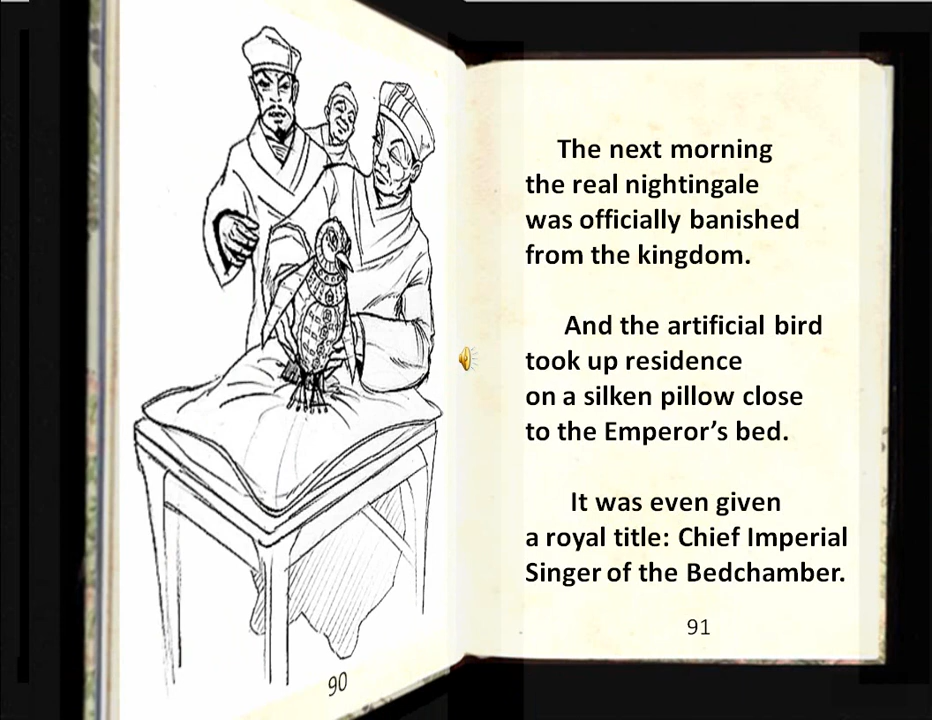 90
The next morning
the real nightingale
was officially banished
from the kingdom.
And the artificial bird
took up residence
on a silken pillow close
to the Emperor’s bed.
It was even given
a royal title: Chief Imperial
Singer of the Bedchamber.
91